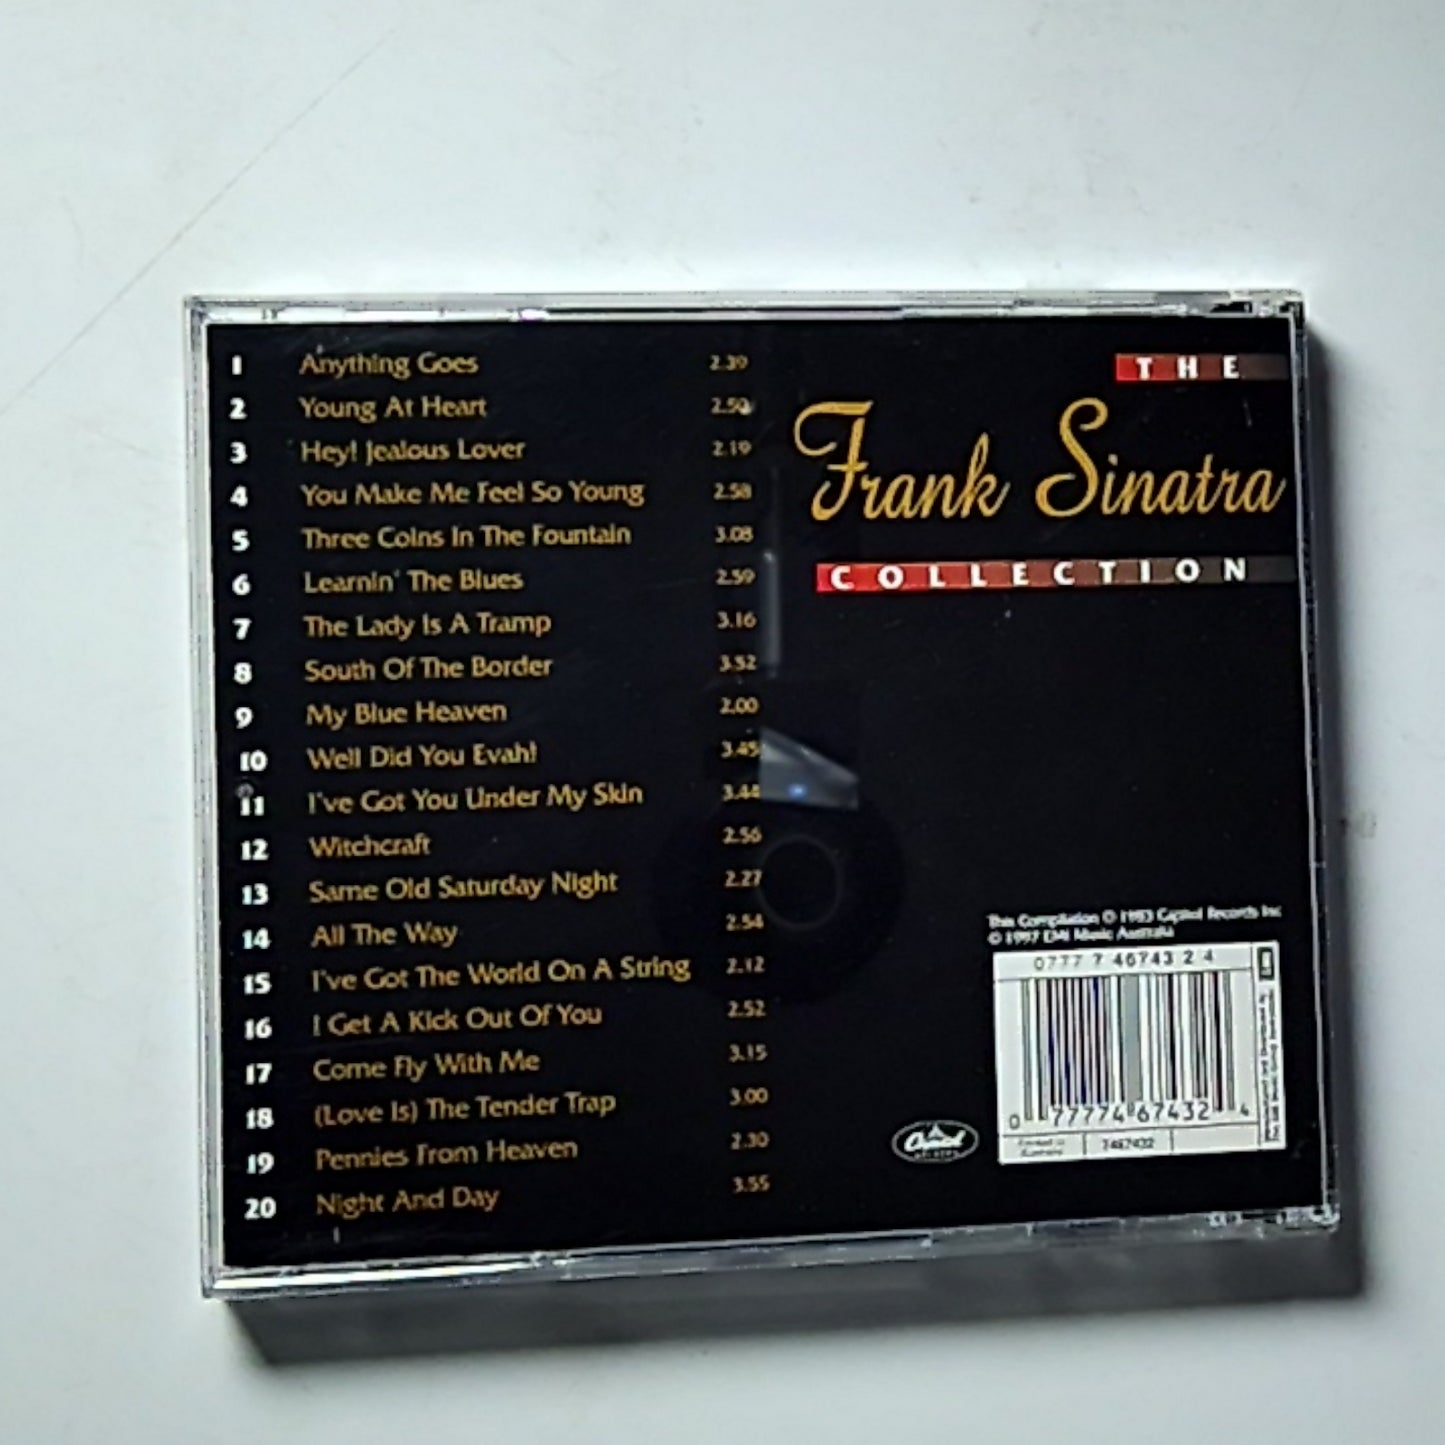 1 Anything Goes 2.39
2 Young At Heart 2.50
3 Hey! Jealous Lover 2.19
4 You Make Me Feel So Young 2.58
5 Three Coins In The Fountain 3.08
6 Learnin' The Blues 2.59
7 The Lady Is A Tramp 3.16
8 South Of The Border 3.52
9 My Blue Heaven 2.00
10 Well Did You Evah! 3.45
11 I've Got You Under My Skin 3.44
12 Witchcraft 2.56
13 Same Old Saturday Night 2.27
14 All The Way 2.54
15 I've Got The World On A String 2.12
16 I Get A Kick Out Of You 2.52
17 Come Fly With Me 3.15
18 (Love Is) The Tender Trap 3.00
19 Pennies From Heaven 2.30
20 Night And Day 3.55
THE
Frank Sinatra
COLLECTION
This Compilation Capitol Records Inc
© 1997 EMI Music Australia
0777 7 46743 2 4
0 77774 67432 4
Printed in Australia
7467432
Capitol